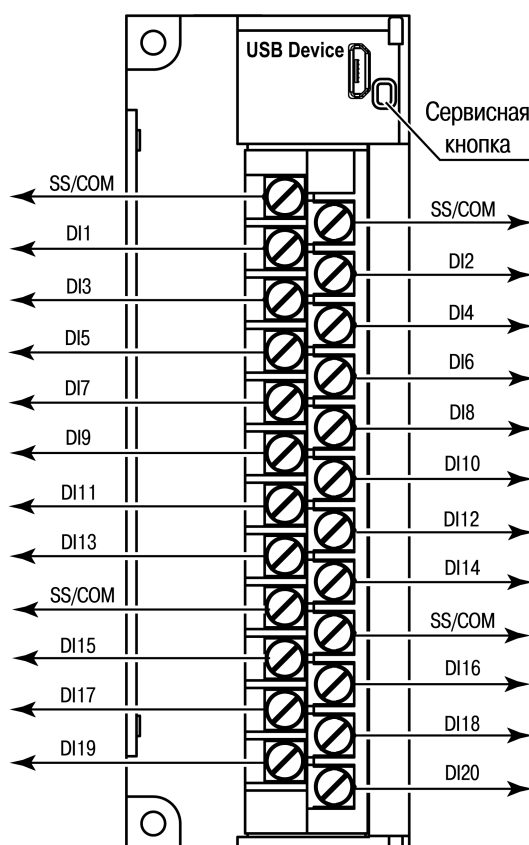 USB Device
Сервисная
кнопка
SS/COM
SS/COM
DI1
DI2
DI3
DI4
DI5
DI6
DI7
DI8
DI9
DI10
DI11
DI12
DI13
DI14
SS/COM
SS/COM
DI15
DI16
DI17
DI18
DI19
DI20